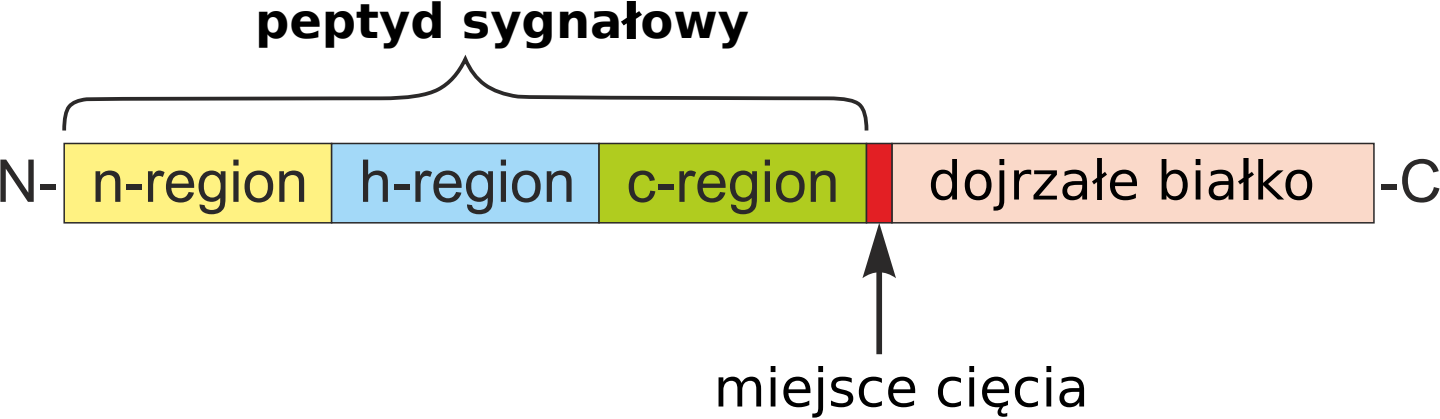 peptyd sygnałowy
N- n-region h-region c-region dojrzałe białko -C
miejsce cięcia